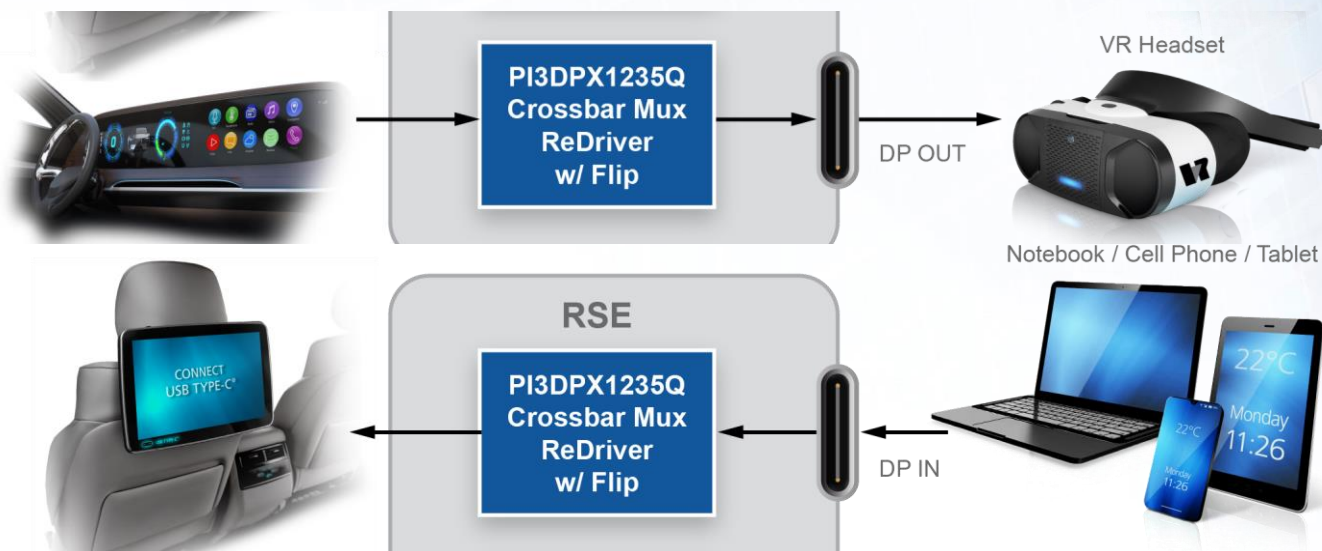 VR Headset
PI3DPX1235Q
Crossbar Mux
ReDriver
w/ Flip
DP OUT
Notebook / Cell Phone / Tablet
RSE
CONNECT
USB TYPE-C®
PI3DPX1235Q
Crossbar Mux
ReDriver
w/ Flip
DP IN
22°C
Monday
11:26
22°C
Monday
11:26